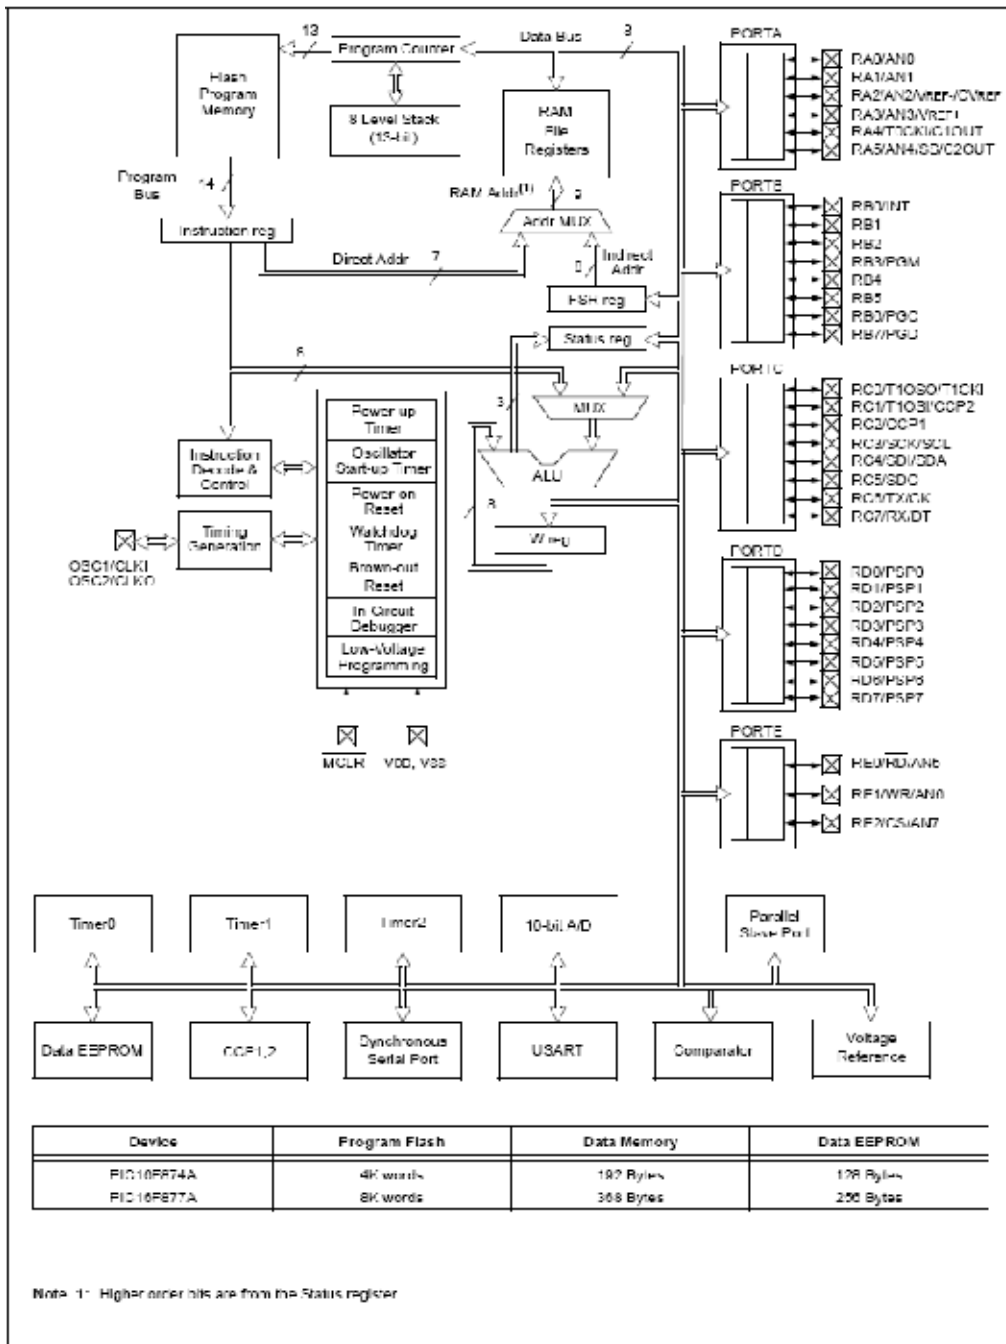 13
Program Counter
Data Bus
8
PORTA
Flash
Program
Memory
8 Level Stack
(13-bit)
RAM
File
Registers
RA0/AN0
RA1/AN1
RA2/AN2/VREF-/CVREF
RA3/AN3/VREF+
RA4/T0CKI/C1OUT
RA5/AN4/SS/C2OUT
Program
Bus
14
RAM Addr(1)
9
PORTB
Instruction reg
Addr MUX
Direct Addr
7
8
Indirect
Addr
FSR reg
Status reg
RB0/INT
RB1
RB2
RB3/PGM
RB4
RB5
RB6/PGC
RB7/PGD
8
3
MUX
PORTC
Power-up
Timer
Oscillator
Start-up Timer
Power-on
Reset
Watchdog
Timer
Brown-out
Reset
In-Circuit
Debugger
Low-Voltage
Programming
Instruction
Decode &
Control
Timing
Generation
OSC1/CLKI
OSC2/CLKO
ALU
8
W reg
RC0/T1OSO/T1CKI
RC1/T1OSI/CCP2
RC2/CCP1
RC3/SCK/SCL
RC4/SDI/SDA
RC5/SDO
RC6/TX/CK
RC7/RX/DT
PORTD
RD0/PSP0
RD1/PSP1
RD2/PSP2
RD3/PSP3
RD4/PSP4
RD5/PSP5
RD6/PSP6
RD7/PSP7
MCLR
VDD, VSS
PORTE
RE0/RD/AN5
RE1/WR/AN6
RE2/CS/AN7
Timer0
Timer1
Timer2
10-bit A/D
Parallel
Slave Port
Data EEPROM
CCP1,2
Synchronous
Serial Port
USART
Comparator
Voltage
Reference
Device Program Flash Data Memory Data EEPROM
PIC16F874A 4K words 192 Bytes 128 Bytes
PIC16F877A 8K words 368 Bytes 256 Bytes
Note 1: Higher order bits are from the Status register